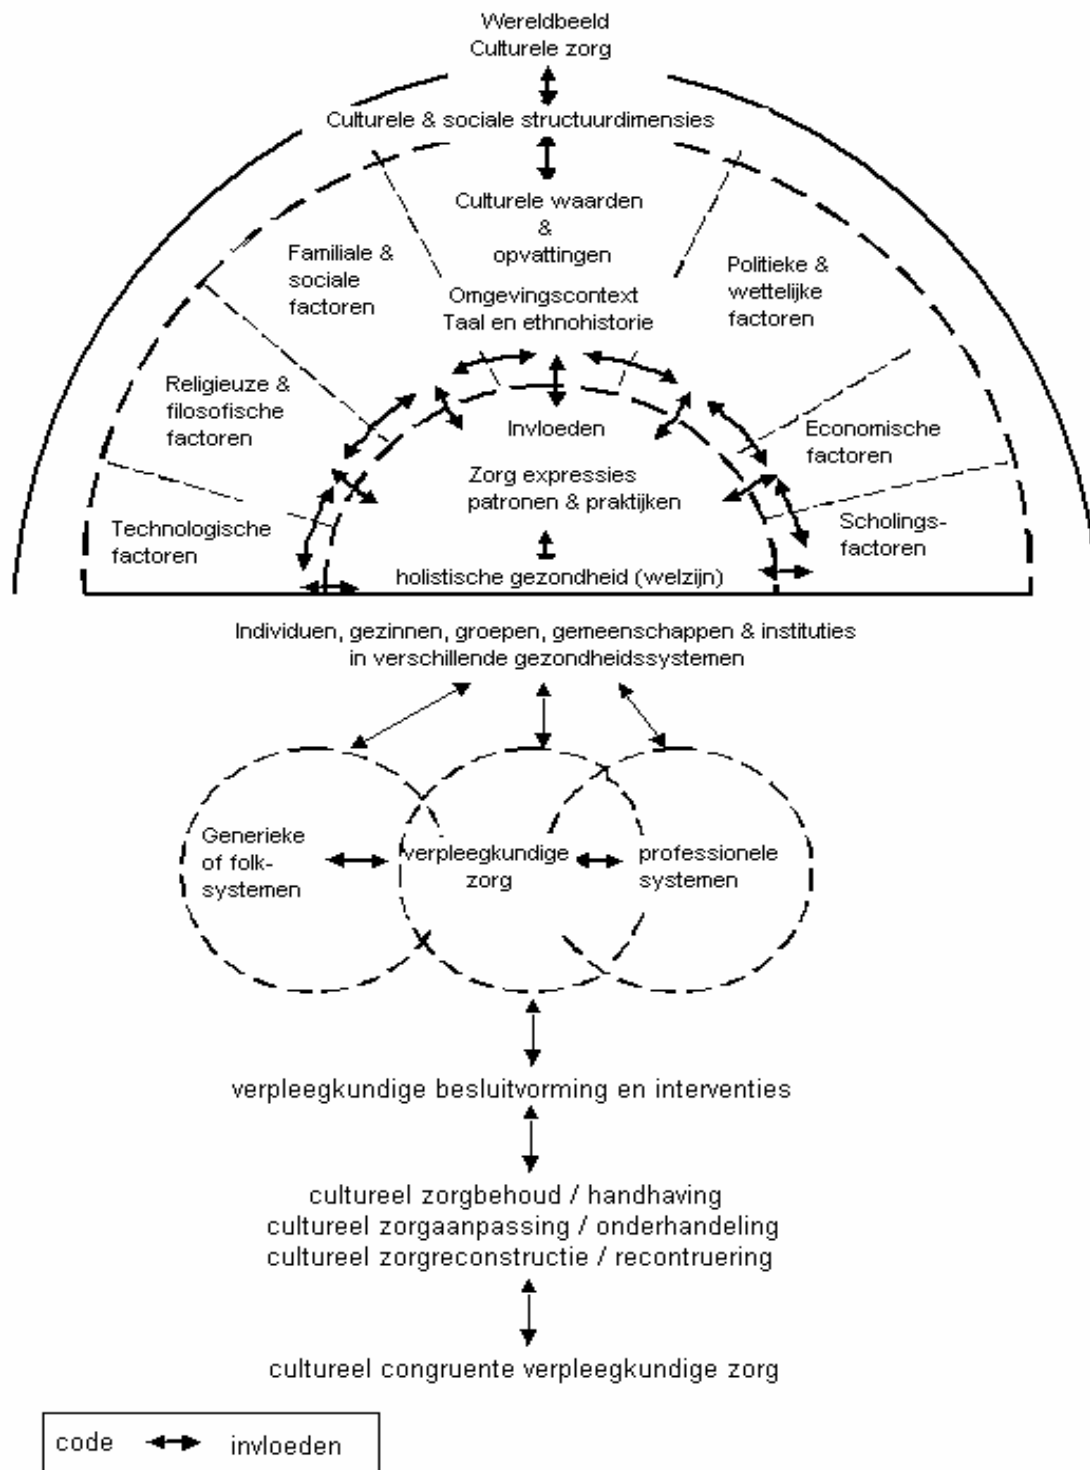 Wereldbeeld
Culturele zorg
Culturele & sociale structuurdimensies
Culturele waarden
&
opvattingen
Familiale &
sociale
factoren
Politieke &
wettelijke
factoren
Omgevingscontext
Taal en ethnohistorie
Religieuze &
filosofische
factoren
Invloeden
Economische
factoren
Zorg expressies
patronen & praktijken
Technologische
factoren
Scholings-
factoren
holistische gezondheid (welzijn)
Individuen, gezinnen, groepen, gemeenschappen & instituties
in verschillende gezondheidssystemen
Generieke
of folk-
systemen
verpleegkundige
zorg
professionele
systemen
verpleegkundige besluitvorming en interventies
cultureel zorgbehoud / handhaving
cultureel zorgaanpassing / onderhandeling
cultureel zorgreconstructie / recontruering
cultureel congruente verpleegkundige zorg
code invloeden